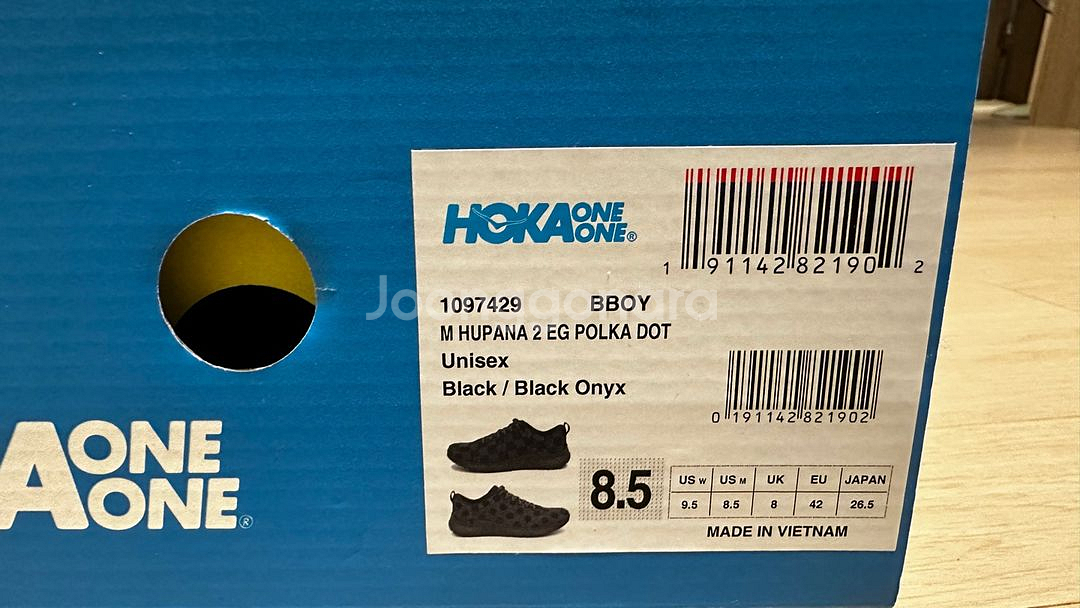 AONE
ONE®
HOKA ONE
ONE®
1 91142 82190 2
1097429 BBOY
M HUPANA 2 EG POLKA DOT
Unisex
Black / Black Onyx
0 191142 821902
8.5
US W US M UK EU JAPAN
9.5 8.5 8 42 26.5
MADE IN VIETNAM